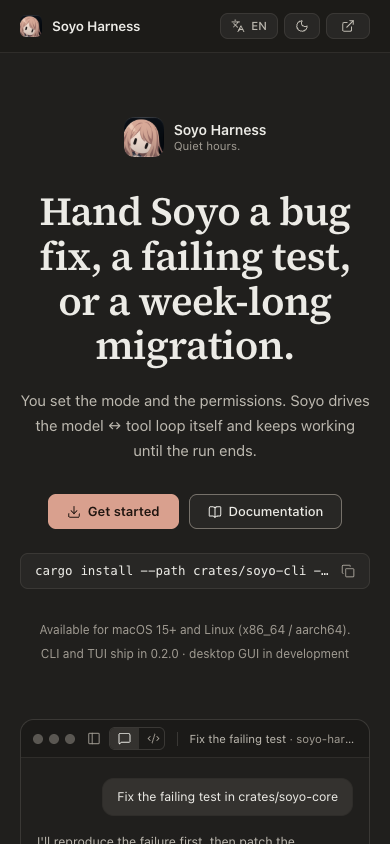 Soyo Harness
EN
Soyo Harness
Quiet hours.
Hand Soyo a bug
fix, a failing test,
or a week-long
migration.
You set the mode and the permissions. Soyo drives
the model ↔ tool loop itself and keeps working
until the run ends.
Get started
Documentation
cargo install --path crates/soyo-cli -…
Available for macOS 15+ and Linux (x86_64 / aarch64).
CLI and TUI ship in 0.2.0 · desktop GUI in development
Fix the failing test · soyo-har…
Fix the failing test in crates/soyo-core
I'll reproduce the failure first, then patch the